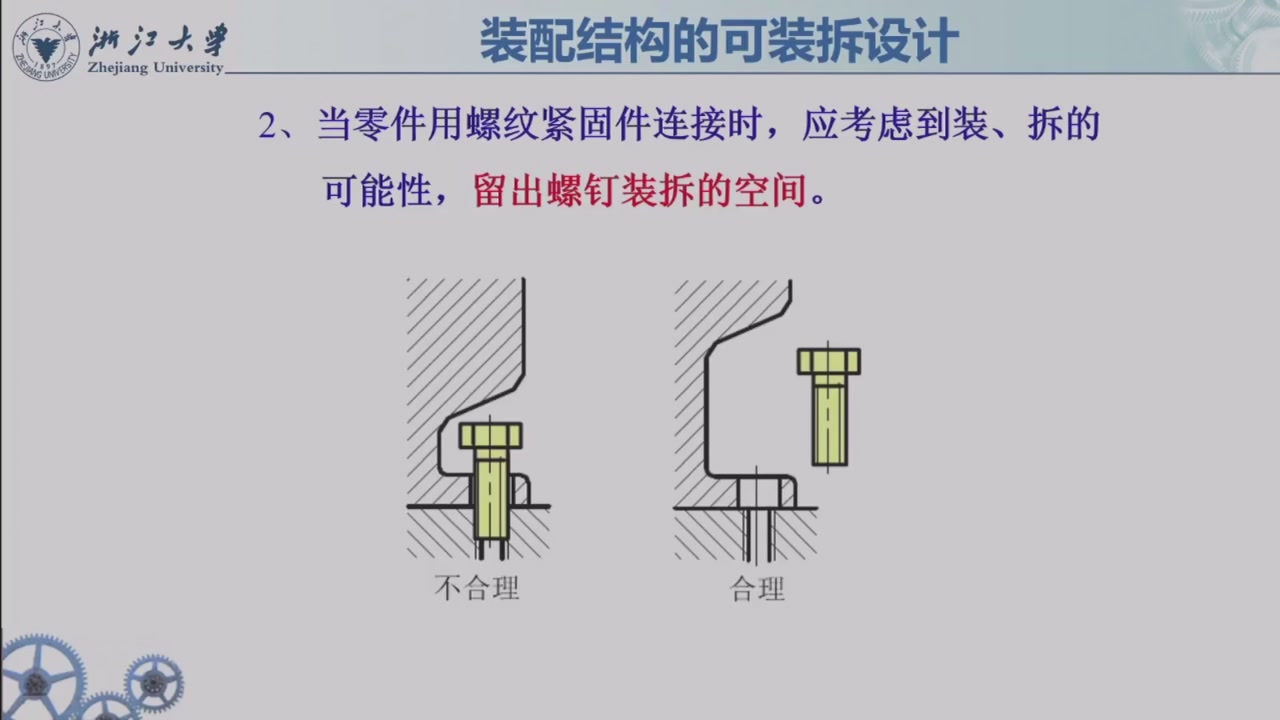 浙江大学
Zhejiang University
装配结构的可装拆设计
2、当零件用螺纹紧固件连接时，应考虑到装、拆的
可能性，留出螺钉装拆的空间。
不合理
合理